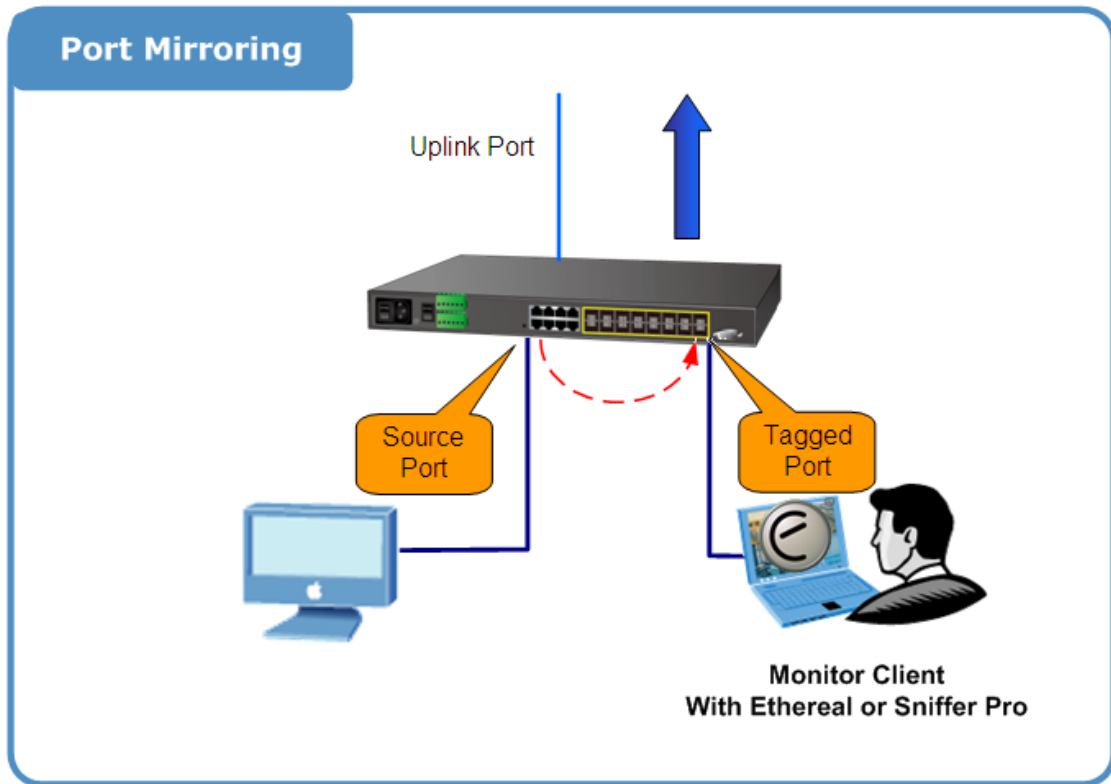 Port Mirroring
Uplink Port
Source
Port
Tagged
Port
Monitor Client
With Ethereal or Sniffer Pro